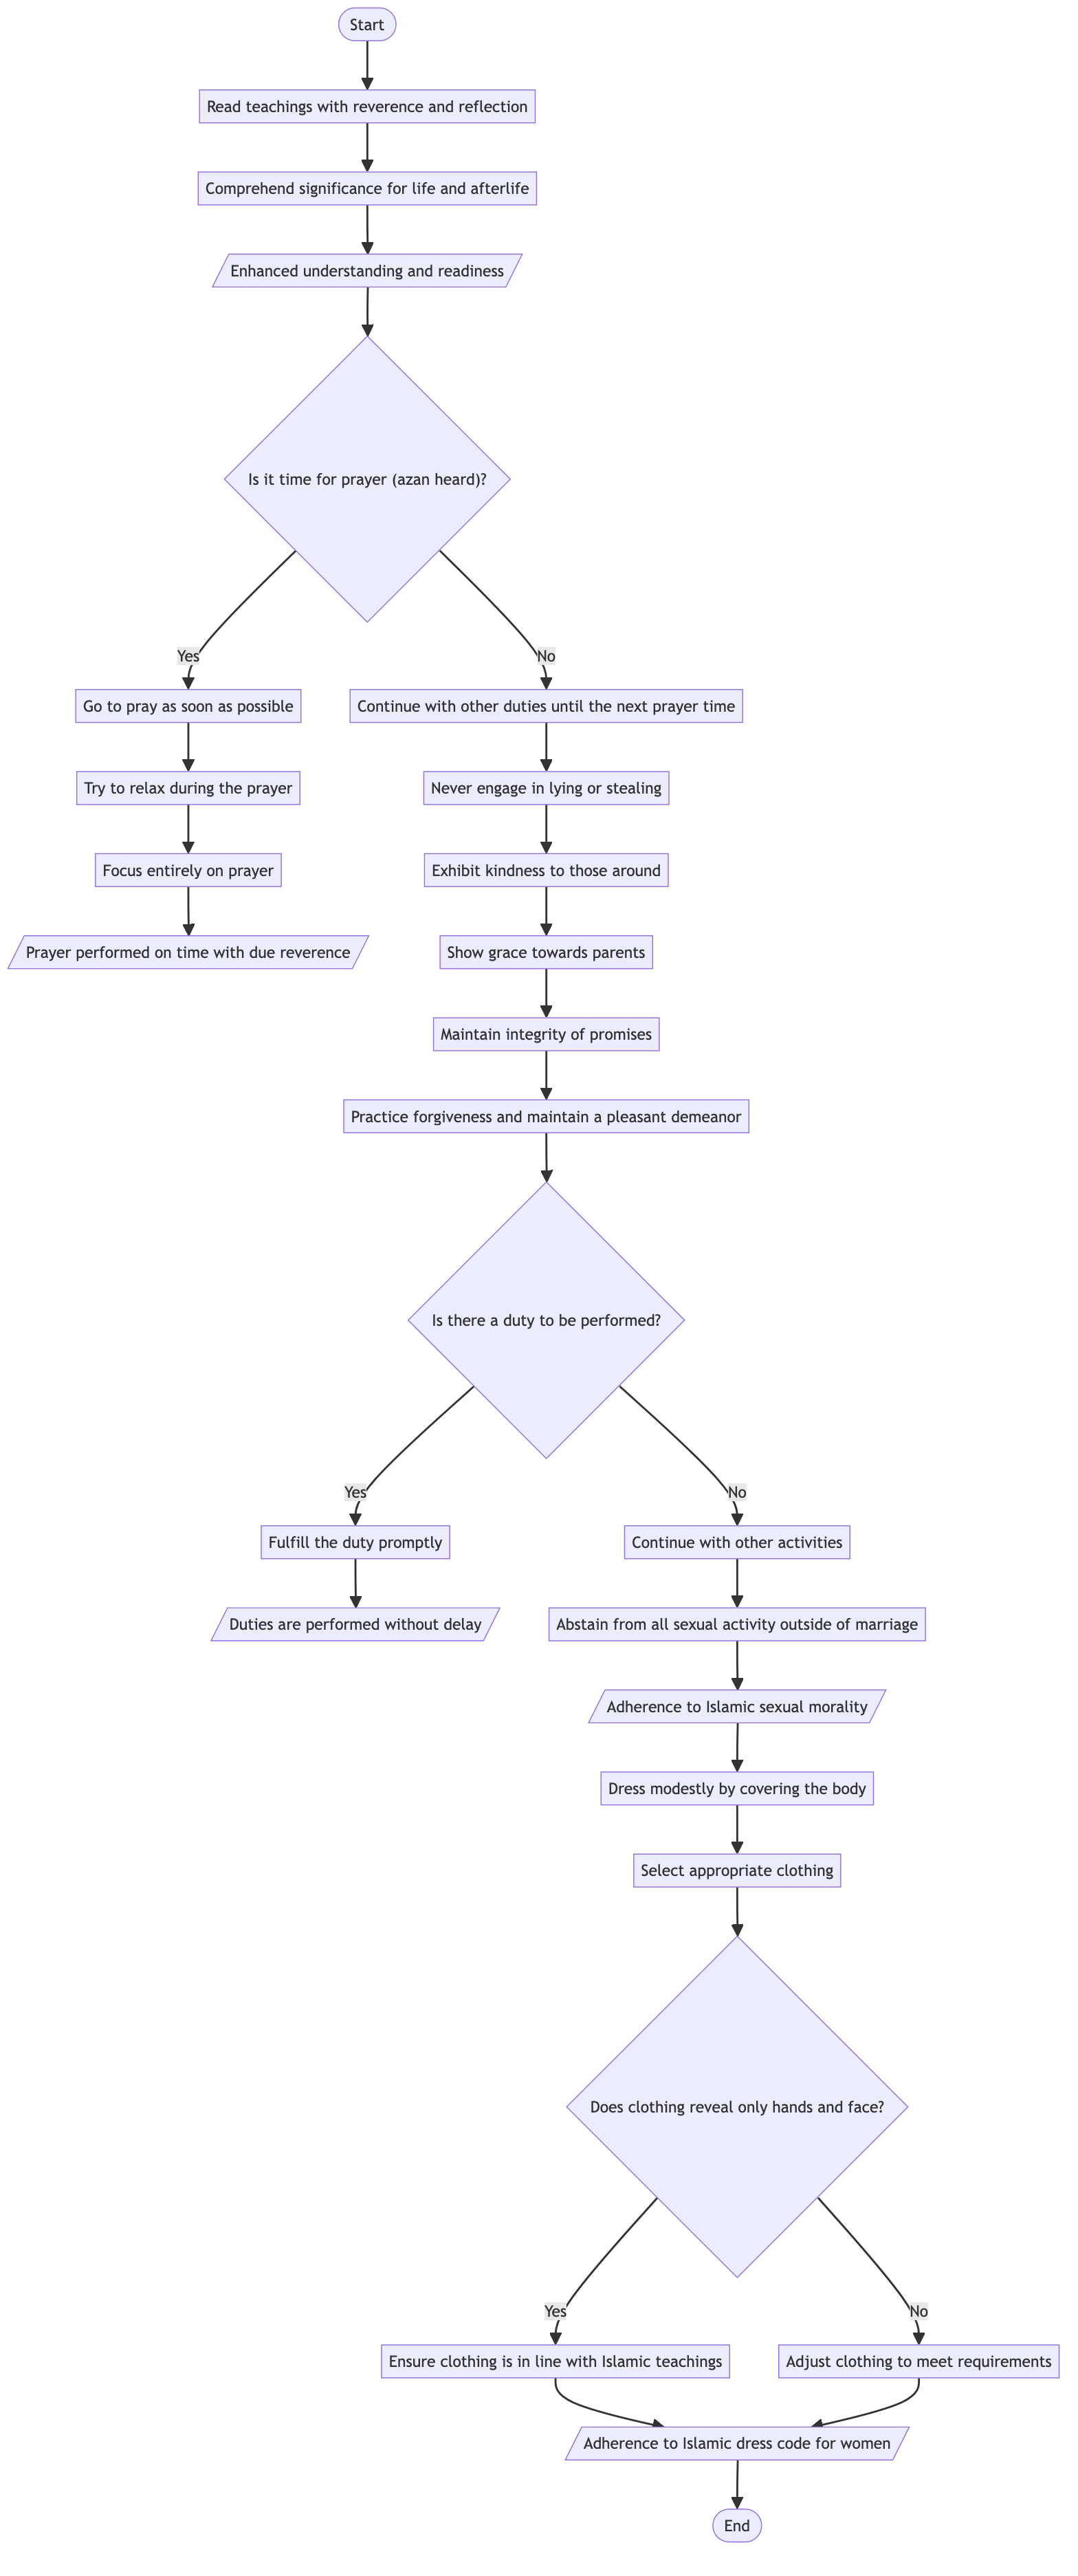 Start
Read teachings with reverence and reflection
Comprehend significance for life and afterlife
Enhanced understanding and readiness
Is it time for prayer (azan heard)?
Yes
No
Go to pray as soon as possible
Continue with other duties until the next prayer time
Try to relax during the prayer
Never engage in lying or stealing
Focus entirely on prayer
Exhibit kindness to those around
Prayer performed on time with due reverence
Show grace towards parents
Maintain integrity of promises
Practice forgiveness and maintain a pleasant demeanor
Is there a duty to be performed?
Yes
No
Fulfill the duty promptly
Continue with other activities
Duties are performed without delay
Abstain from all sexual activity outside of marriage
Adherence to Islamic sexual morality
Dress modestly by covering the body
Select appropriate clothing
Does clothing reveal only hands and face?
Yes
No
Ensure clothing is in line with Islamic teachings
Adjust clothing to meet requirements
Adherence to Islamic dress code for women
End